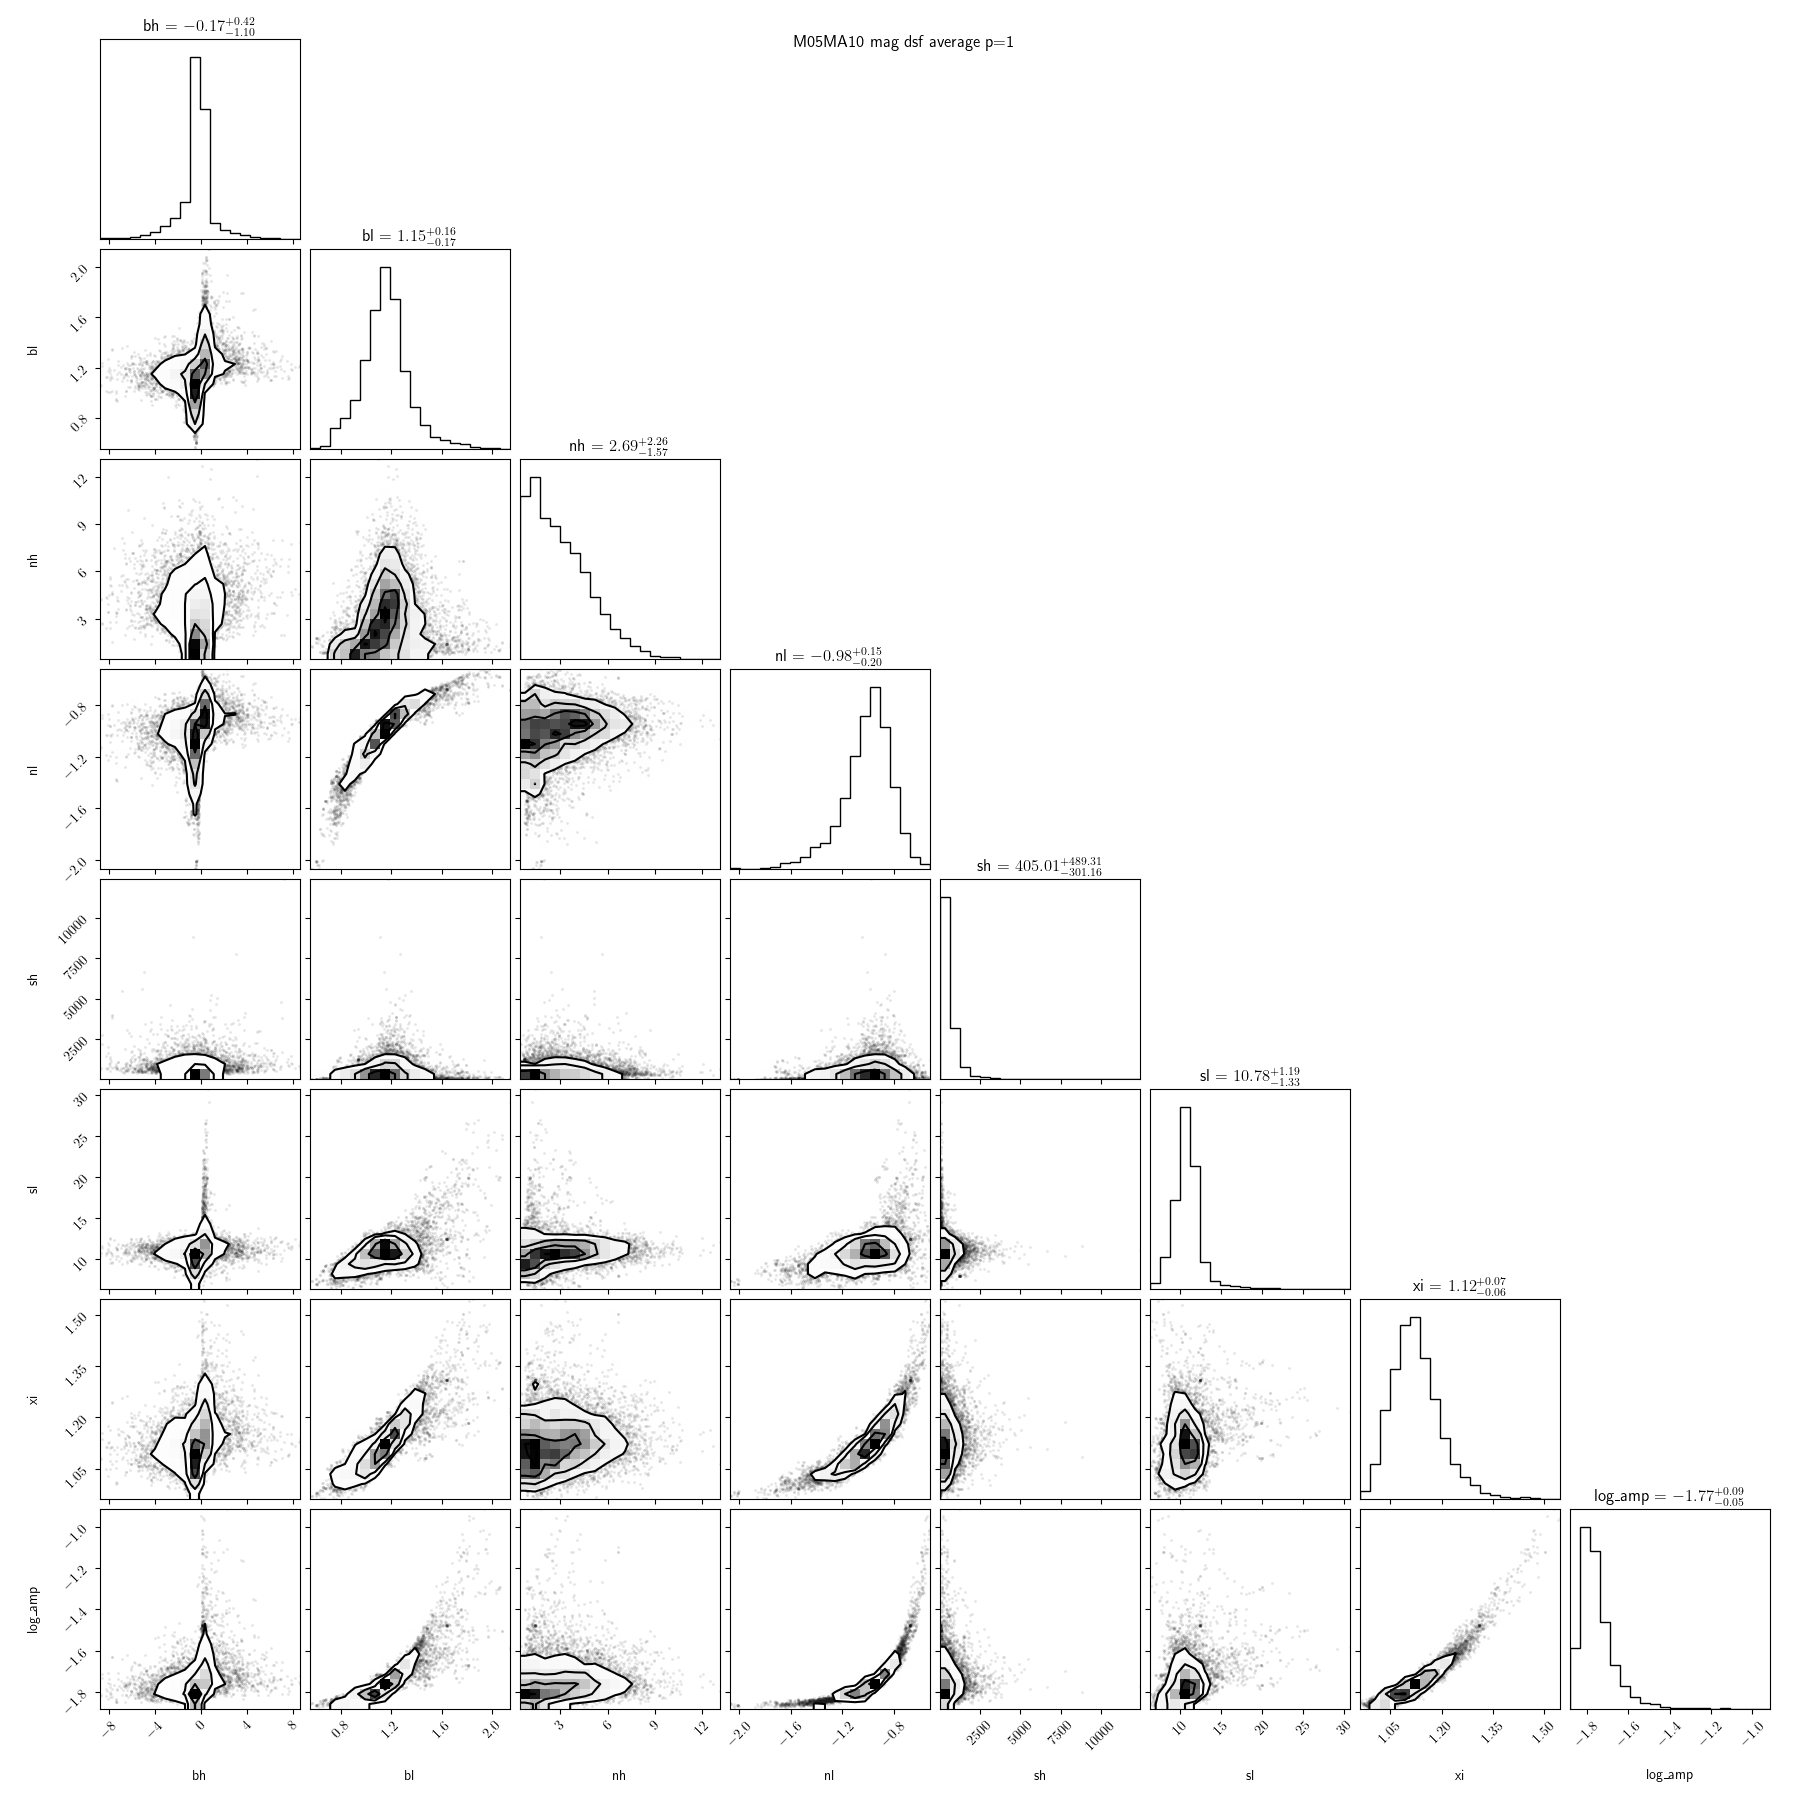 bh = −0.17+0.42−1.10
M05MA10 mag dsf average p=1
bl = 1.15+0.16−0.17
2.0
1.6
1.2
0.8
bl
nh = 2.69+2.26−1.57
12
9
6
3
nh
nl = −0.98+0.15−0.20
−0.8
−1.2
−1.6
−2.0
nl
sh = 405.01+489.31−301.16
10000
7500
5000
2500
sh
sl = 10.78+1.19−1.33
30
25
20
15
10
sl
xi = 1.12+0.07−0.06
1.50
1.35
1.20
1.05
xi
log_amp = −1.77+0.09−0.05
−1.0
−1.2
−1.4
−1.6
−1.8
log_amp
−8 −4 0 4 8 0.8 1.2 1.6 2.0 3 6 9 12 −2.0 −1.6 −1.2 −0.8 2500 5000 7500 10000 10 15 20 25 30 1.05 1.20 1.35 1.50 −1.8 −1.6 −1.4 −1.2 −1.0
bh bl nh nl sh sl xi log_amp